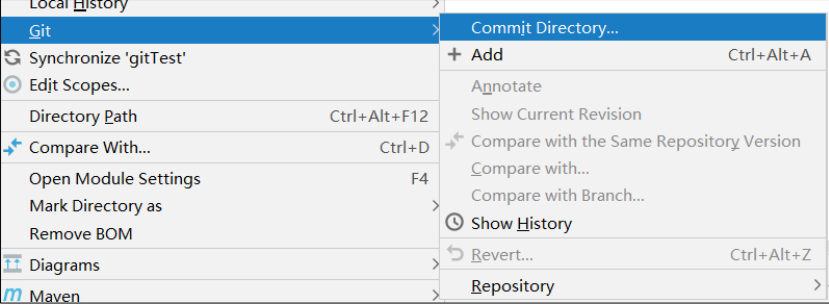 Local History
Git
Synchronize 'gitTest'
Edit Scopes...
Directory Path Ctrl+Alt+F12
Compare With... Ctrl+D
Open Module Settings F4
Mark Directory as
Remove BOM
Diagrams
Maven
Commit Directory...
Add Ctrl+Alt+A
Annotate
Show Current Revision
Compare with the Same Repository Version
Compare with...
Compare with Branch...
Show History
Revert... Ctrl+Alt+Z
Repository